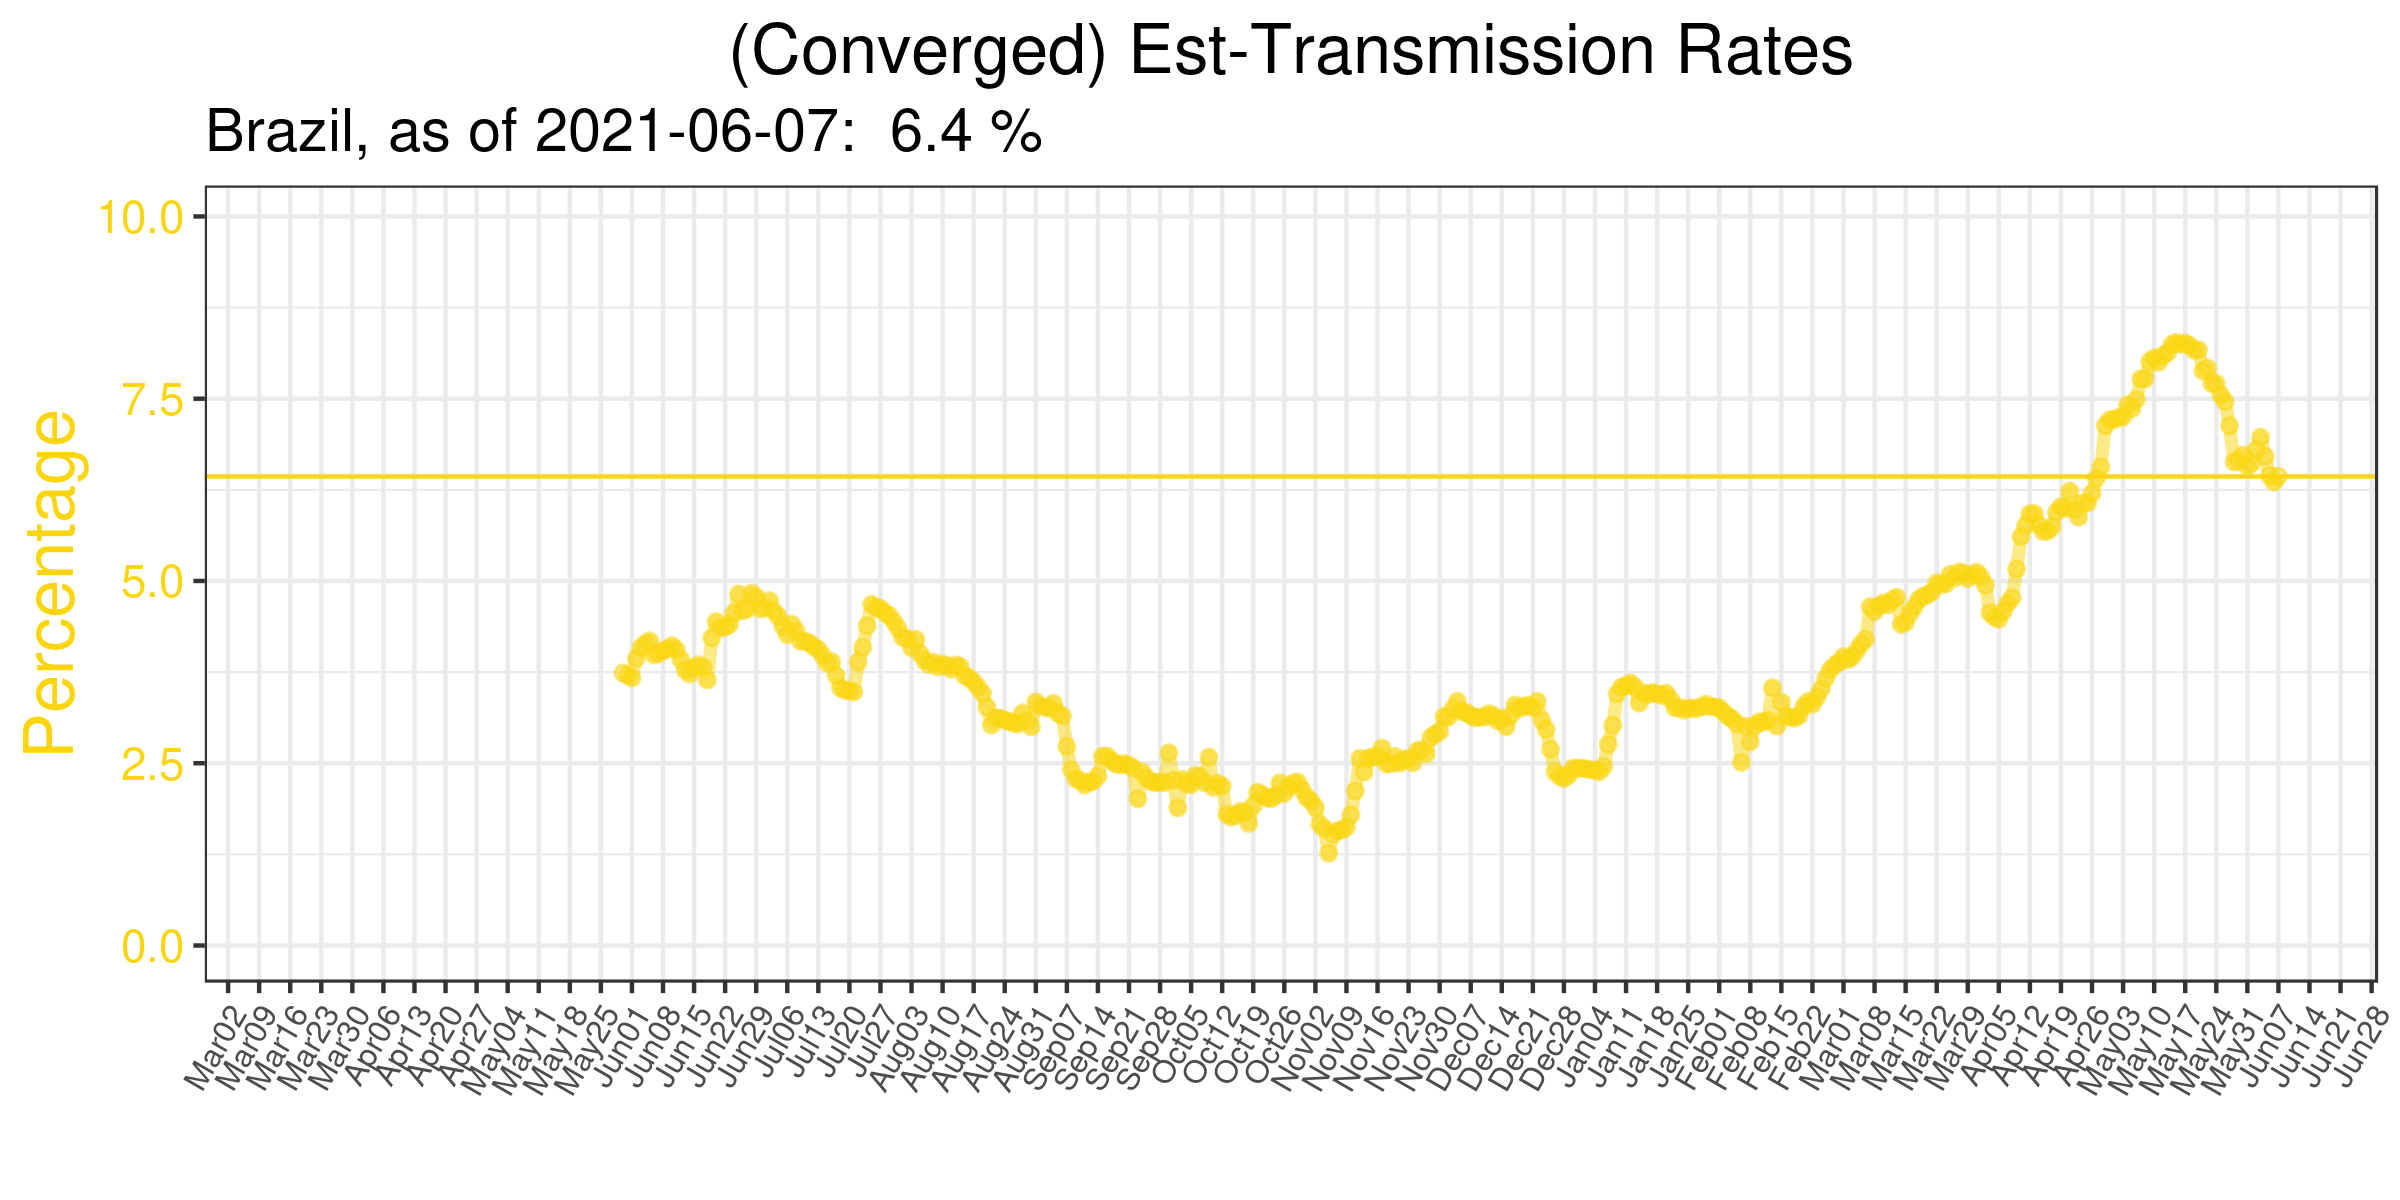 (Converged) Est-Transmission Rates
Brazil, as of 2021-06-07:  6.4 %
Percentage
10.0
7.5
5.0
2.5
0.0
Mar02
Mar09
Mar16
Mar23
Mar30
Apr06
Apr13
Apr20
Apr27
May04
May11
May18
May25
Jun01
Jun08
Jun15
Jun22
Jun29
Jul06
Jul13
Jul20
Jul27
Aug03
Aug10
Aug17
Aug24
Aug31
Sep07
Sep14
Sep21
Sep28
Oct05
Oct12
Oct19
Oct26
Nov02
Nov09
Nov16
Nov23
Nov30
Dec07
Dec14
Dec21
Dec28
Jan04
Jan11
Jan18
Jan25
Feb01
Feb08
Feb15
Feb22
Mar01
Mar08
Mar15
Mar22
Mar29
Apr05
Apr12
Apr19
Apr26
May03
May10
May17
May24
May31
Jun07
Jun14
Jun21
Jun28